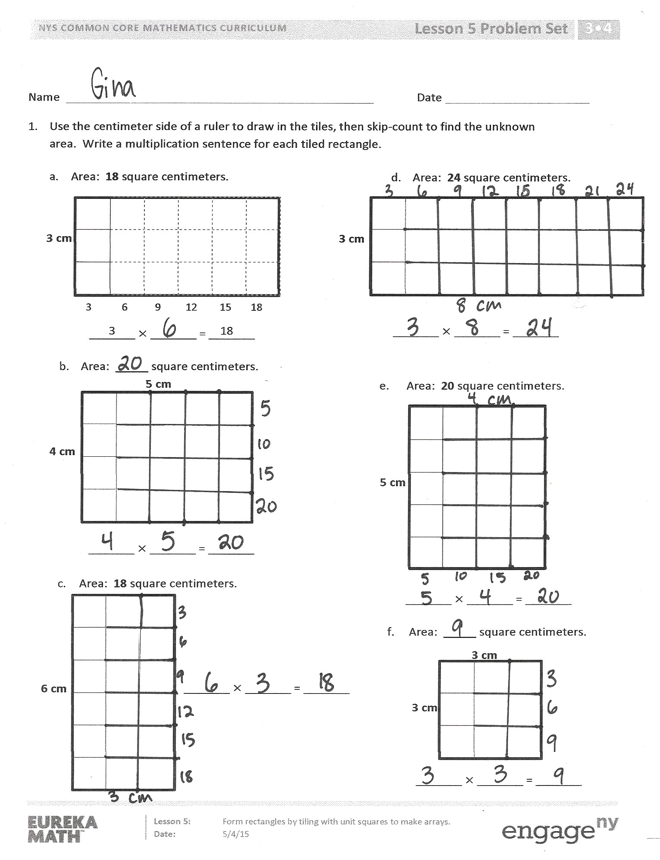 NYS COMMON CORE MATHEMATICS CURRICULUM
Lesson 5 Problem Set 3•4
Name Gina
Date
1. Use the centimeter side of a ruler to draw in the tiles, then skip-count to find the unknown
area. Write a multiplication sentence for each tiled rectangle.
a. Area: 18 square centimeters.
3 cm
3 6 9 12 15 18
3 × 6 = 18
b. Area: 20 square centimeters.
5 cm
4 cm
5
10
15
20
4 × 5 = 20
c. Area: 18 square centimeters.
6 cm
3
6
9
12
15
18
3 cm
6 × 3 = 18
d. Area: 24 square centimeters.
3 6 9 12 15 18 21 24
3 cm
8 cm
3 × 8 = 24
e. Area: 20 square centimeters.
4 cm
5 cm
5 10 15 20
5 × 4 = 20
f. Area: 9 square centimeters.
3 cm
3 cm
3
6
9
3 × 3 = 9
EUREKA
MATH™
Lesson 5: Form rectangles by tiling with unit squares to make arrays.
Date: 5/4/15
engage ny